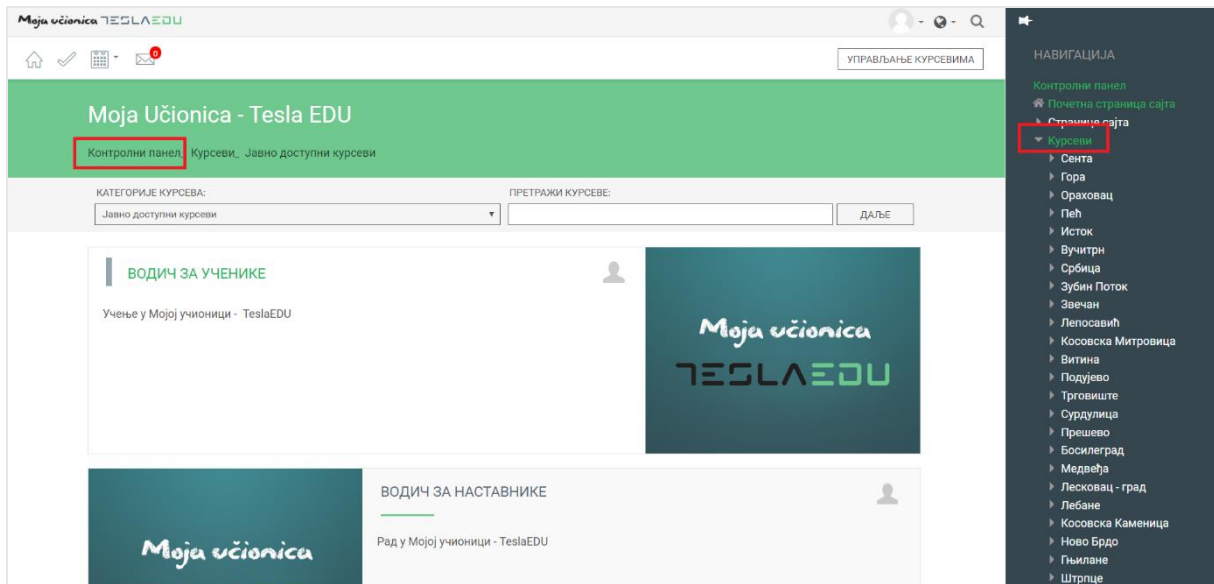 Moja učionica TESLAEDU
0
УПРАВЉАЊЕ КУРСЕВИМА
Moja Učionica - Tesla EDU
Контролни панел_ Курсеви_ Јавно доступни курсеви
КАТЕГОРИЈЕ КУРСЕВА:
Јавно доступни курсеви
ПРЕТРАЖИ КУРСЕВЕ:
ДАЉЕ
ВОДИЧ ЗА УЧЕНИКЕ
Учење у Мојој учионици - TeslaEDU
Moja učionica
TESLAEDU
Moja učionica
ВОДИЧ ЗА НАСТАВНИКЕ
Рад у Мојој учионици - TeslaEDU
НАВИГАЦИЈА
Контролни панел
Почетна страница сајта
Странице сајта
Курсеви
Сента
Гора
Ораховац
Пећ
Исток
Вучитрн
Србица
Зубин Поток
Звечан
Лепосавић
Косовска Митровица
Витина
Подујево
Трговиште
Сурдулица
Прешево
Босилеград
Медвеђа
Лесковац - град
Лебане
Косовска Каменица
Ново Брдо
Гњилане
Штрпце